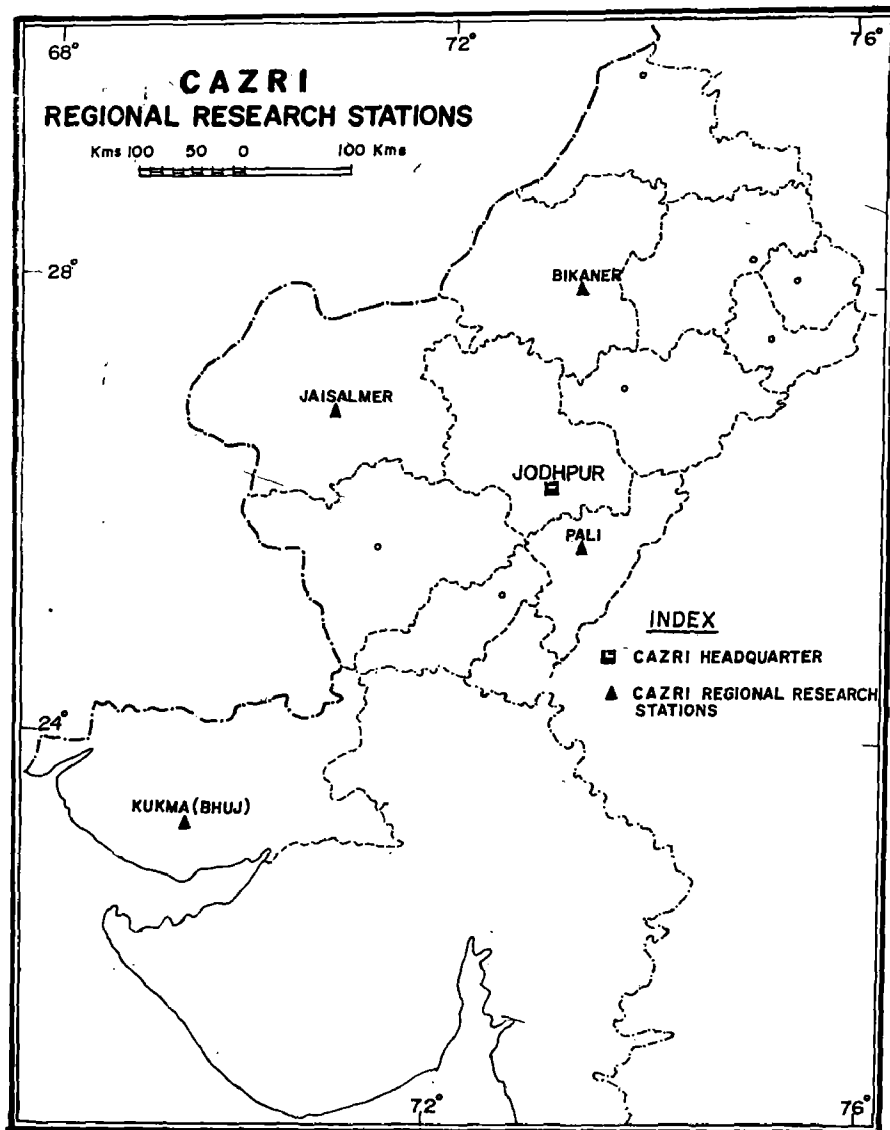 68°
72°
76°
CAZRI
REGIONAL RESEARCH STATIONS
Kms 100 50 0 100 Kms
28°
BIKANER
JAISALMER
JODHPUR
PALI
INDEX
CAZRI HEADQUARTER
CAZRI REGIONAL RESEARCH
STATIONS
24°
KUKMA (BHUJ)
72°
76°